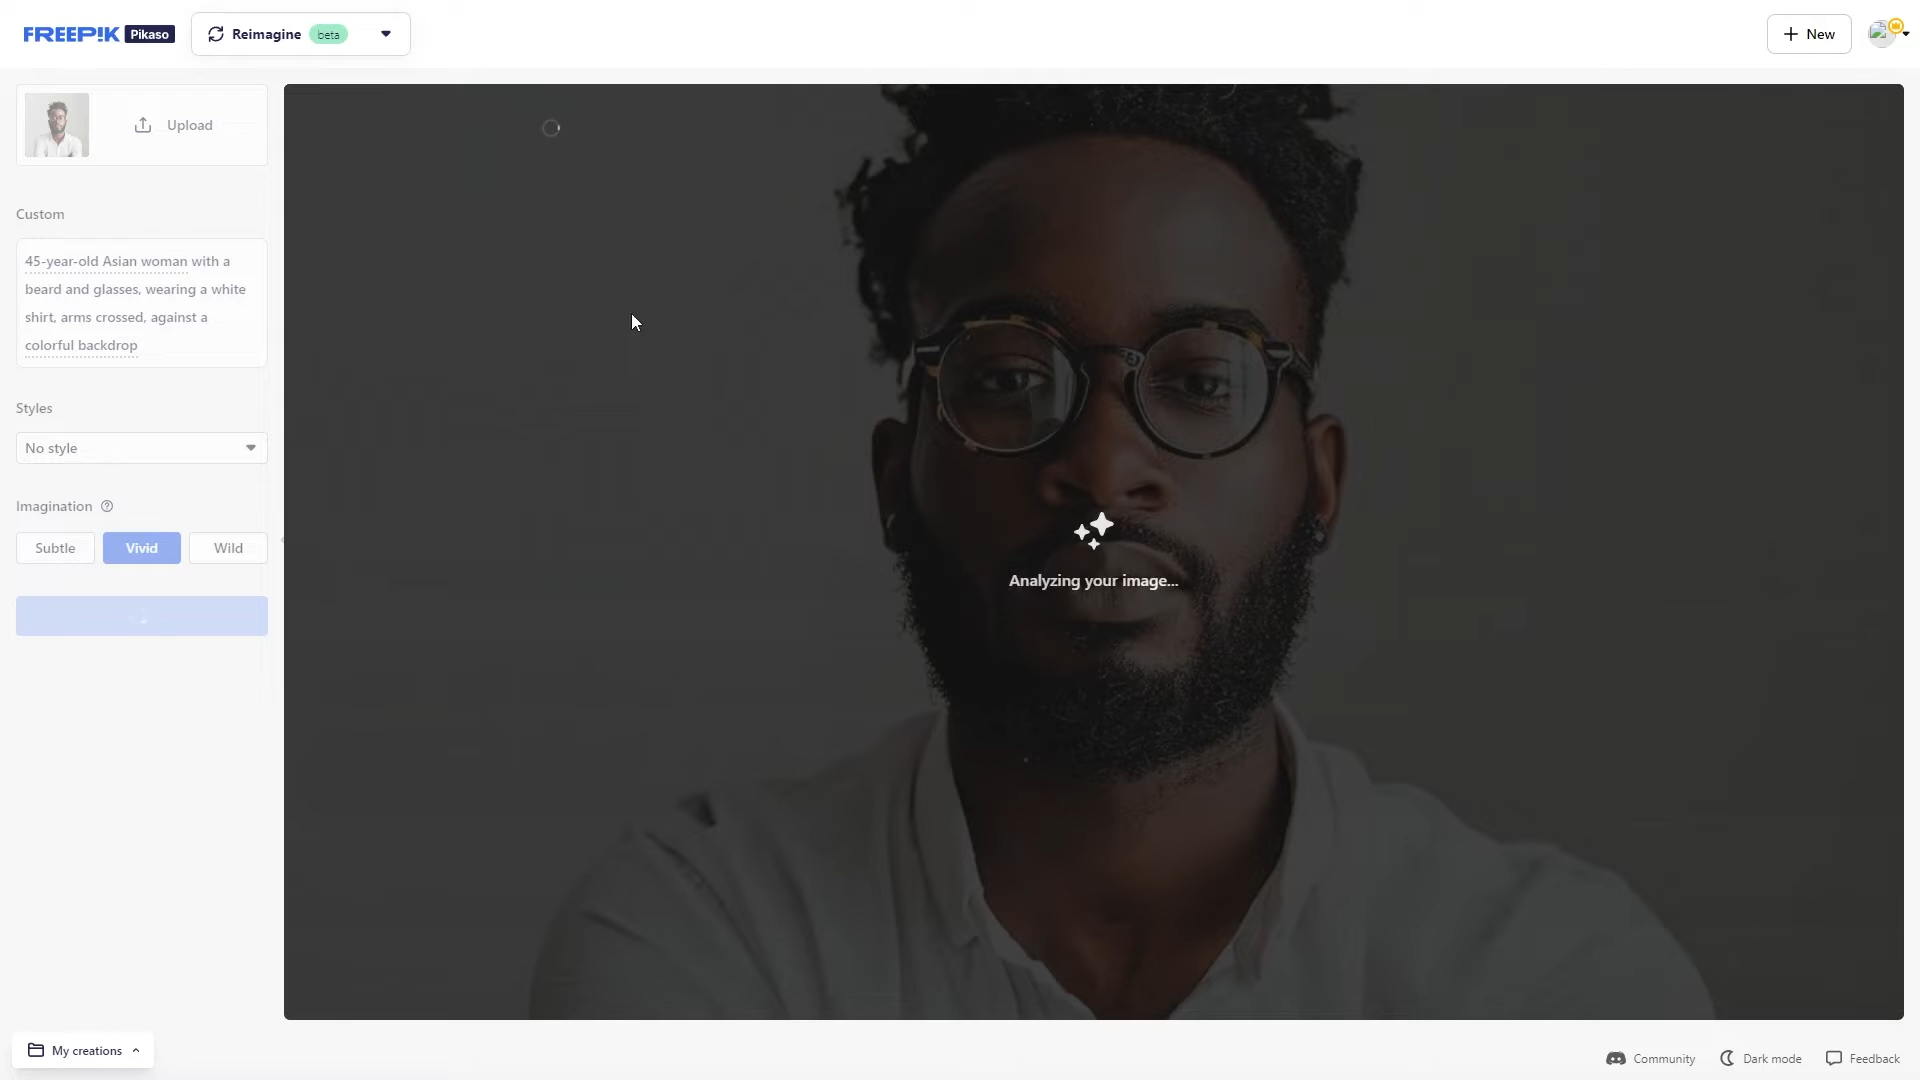 FREEP!K Pikaso
Reimagine beta
New
Upload
Custom
45-year-old Asian woman with a
beard and glasses, wearing a white
shirt, arms crossed, against a
colorful backdrop
Styles
No style
Imagination
Subtle
Vivid
Wild
Analyzing your image...
My creations
Community
Dark mode
Feedback